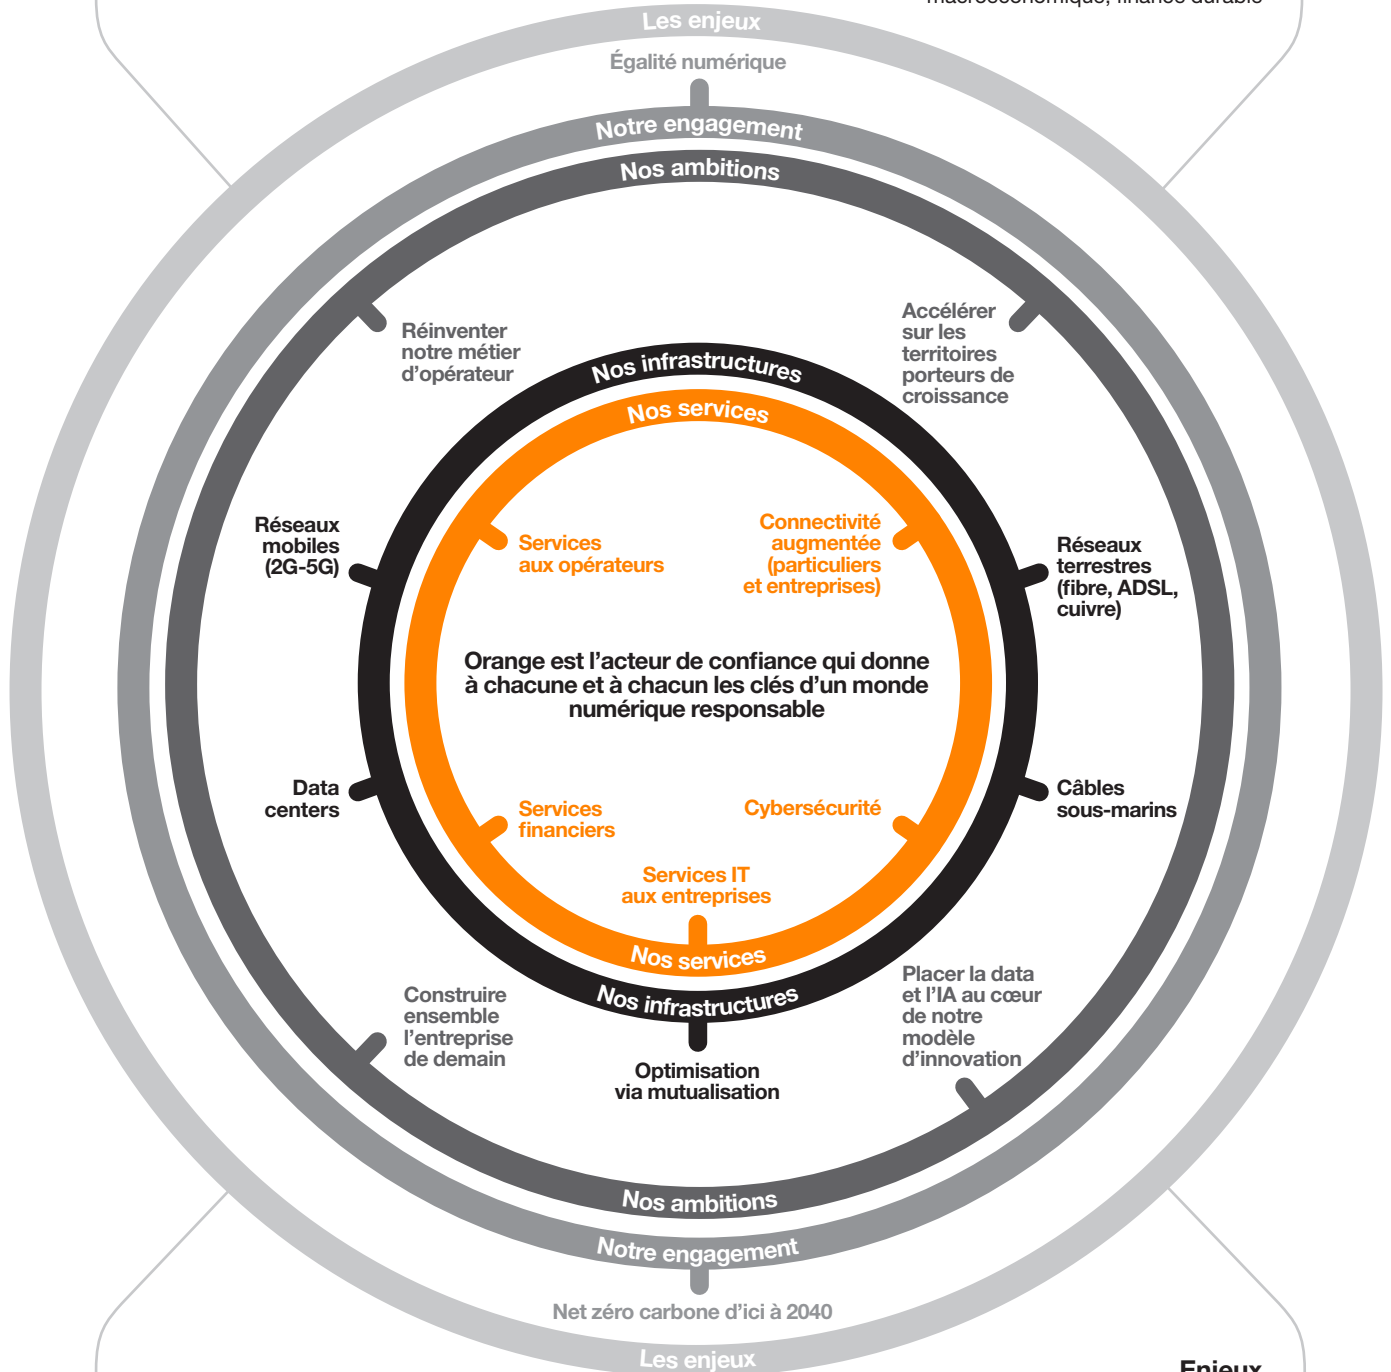 macroéconomique, finance durable
Les enjeux
Égalité numérique
Notre engagement
Nos ambitions
Réinventer
notre métier
d'opérateur
Accélérer
sur les
territoires
porteurs de
croissance
Nos infrastructures
Nos services
Réseaux
mobiles
(2G-5G)
Services
aux opérateurs
Connectivité
augmentée
(particuliers
et entreprises)
Réseaux
terrestres
(fibre, ADSL,
cuivre)
Orange est l'acteur de confiance qui donne
à chacune et à chacun les clés d'un monde
numérique responsable
Data
centers
Services
financiers
Cybersécurité
Câbles
sous-marins
Services IT
aux entreprises
Nos services
Nos infrastructures
Construire
ensemble
l'entreprise
de demain
Optimisation
via mutualisation
Placer la data
et l'IA au cœur
de notre
modèle
d'innovation
Nos ambitions
Notre engagement
Net zéro carbone d'ici à 2040
Les enjeux
Enjeux